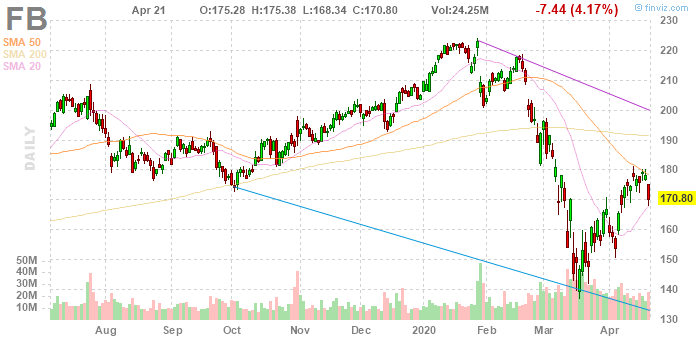 FB Apr 21 O:175.28 H:175.38 L:168.34 C:170.80 Vol:24.25M -7.44 (4.17%) © finviz.com
SMA 50
SMA 200
SMA 20
DAILY
230
220
210
200
190
180
170.80
160
150
140
130
50M
40M
30M
20M
10M
Aug Sep Oct Nov Dec 2020 Feb Mar Apr